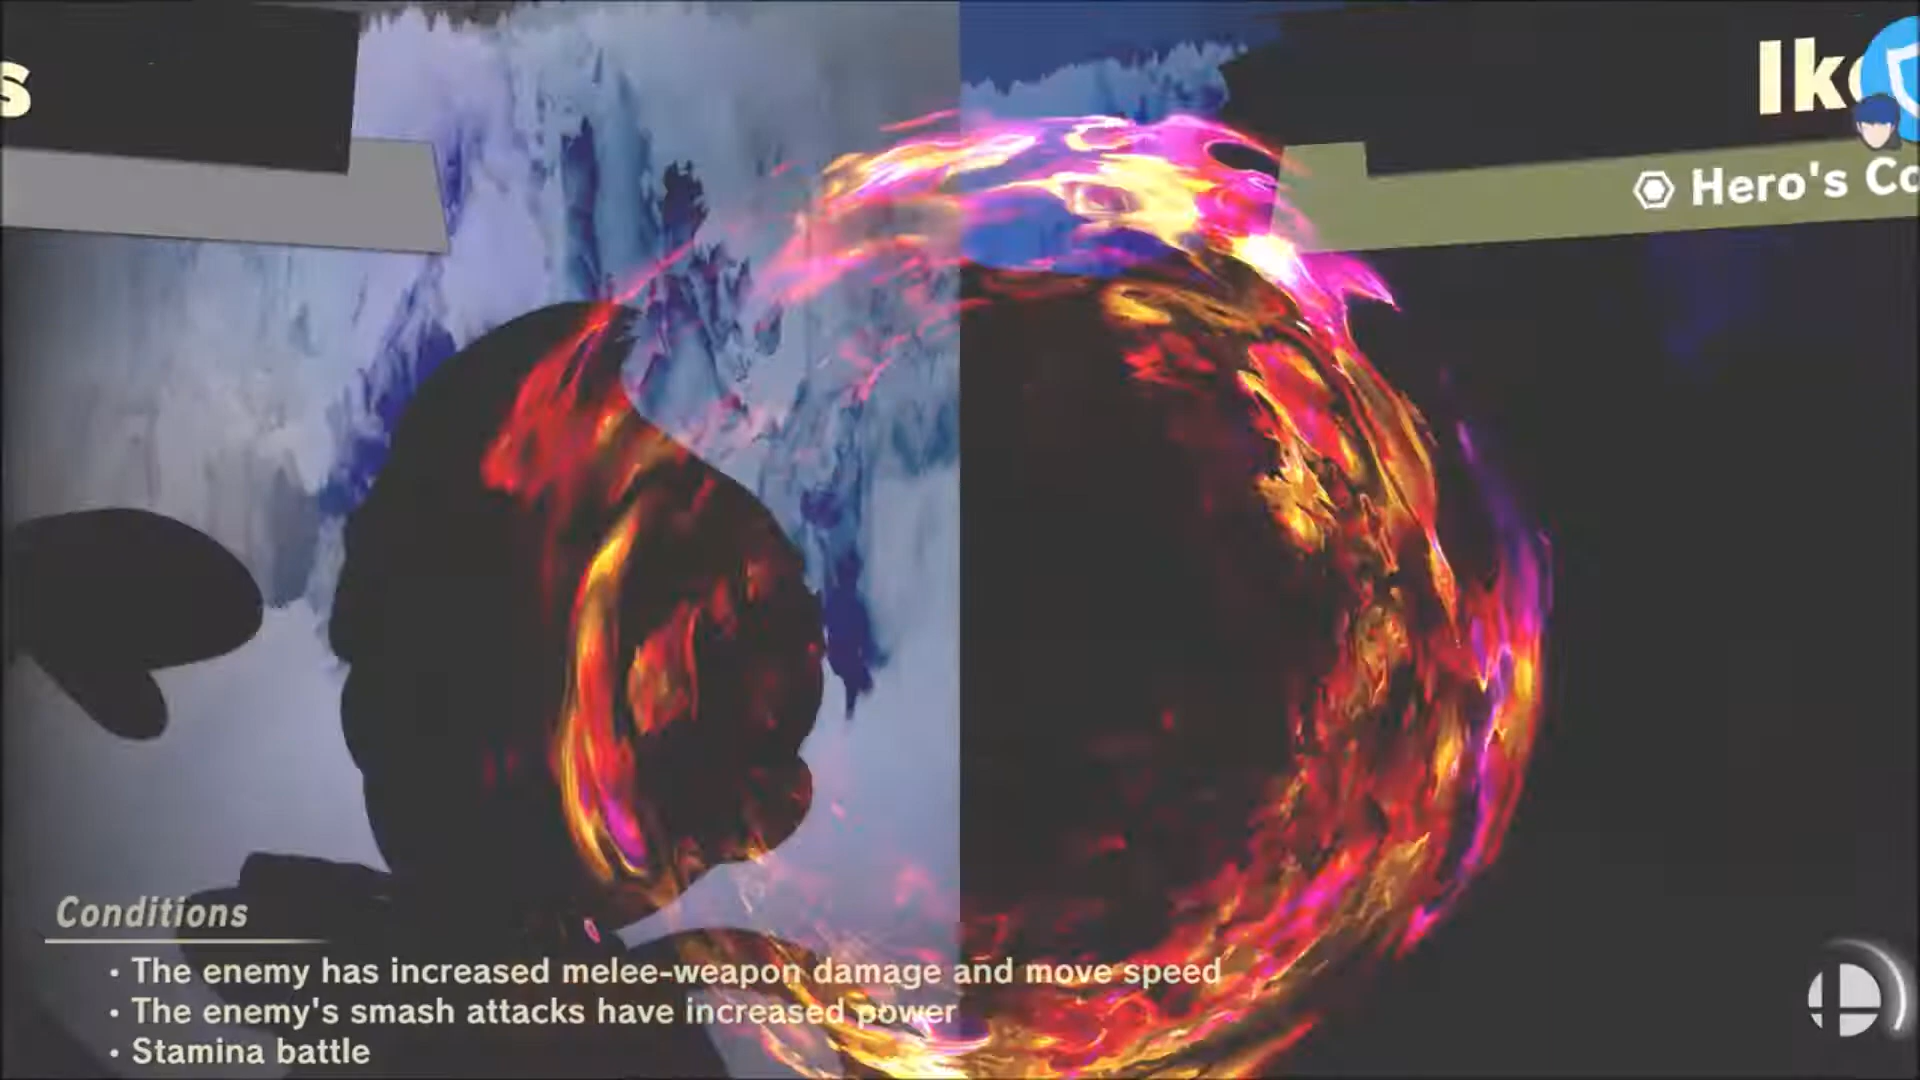 s
Ik
Hero's Co
Conditions
• The enemy has increased melee-weapon damage and move speed
• The enemy's smash attacks have increased power
• Stamina battle